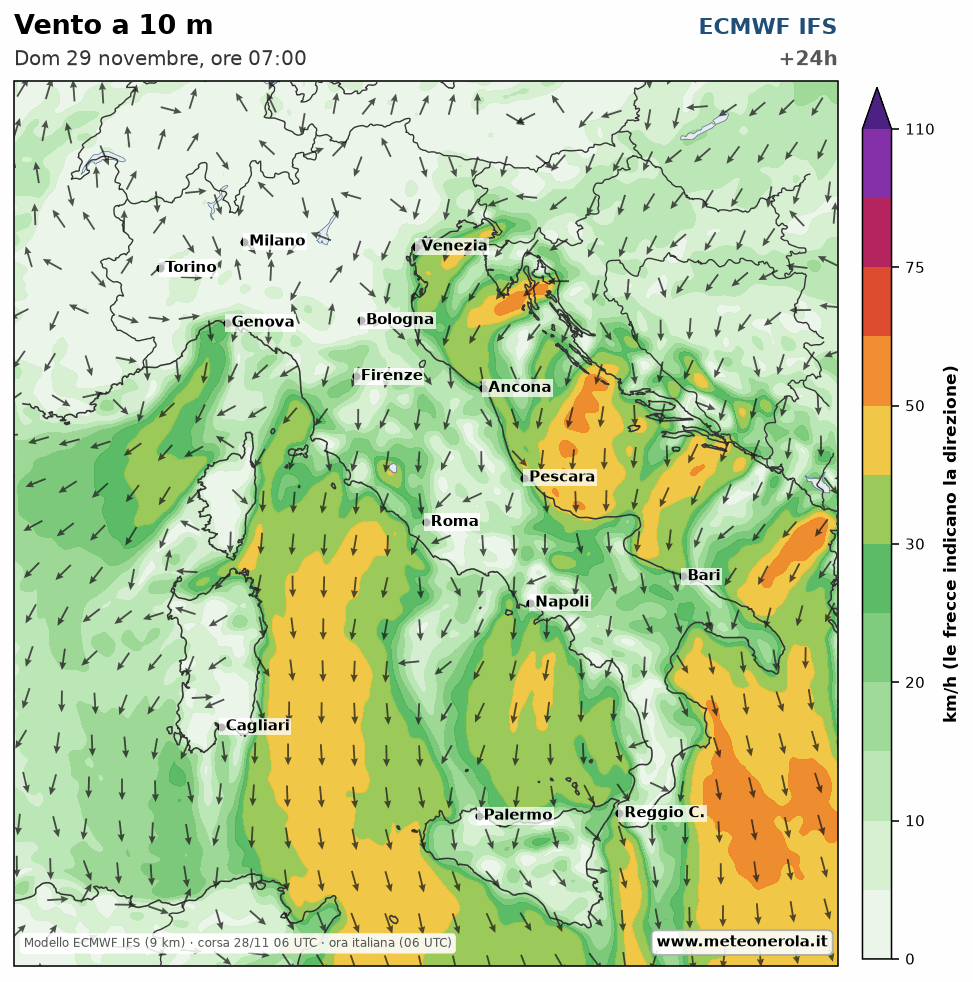 Vento a 10 m
ECMWF IFS
Dom 29 novembre, ore 07:00
+24h
110
75
50
30
20
10
0
km/h (le frecce indicano la direzione)
Milano
Venezia
Torino
Genova
Bologna
Firenze
Ancona
Pescara
Roma
Bari
Napoli
Cagliari
Palermo
Reggio C.
Modello ECMWF IFS (9 km) · corsa 28/11 06 UTC · ora italiana (06 UTC)
www.meteonerola.it